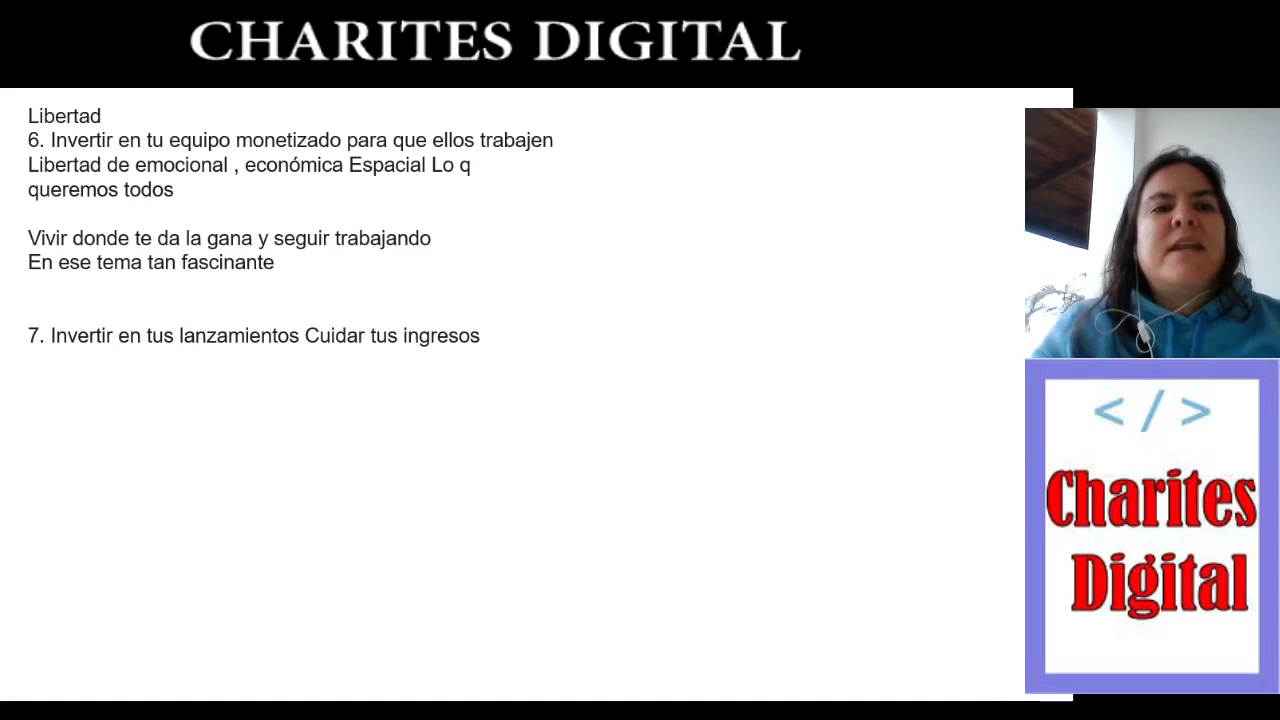 CHARITES DIGITAL
Libertad
6. Invertir en tu equipo monetizado para que ellos trabajen
Libertad de emocional , económica Espacial Lo q
queremos todos
Vivir donde te da la gana y seguir trabajando
En ese tema tan fascinante
7. Invertir en tus lanzamientos Cuidar tus ingresos
< / >
Charites
Digital